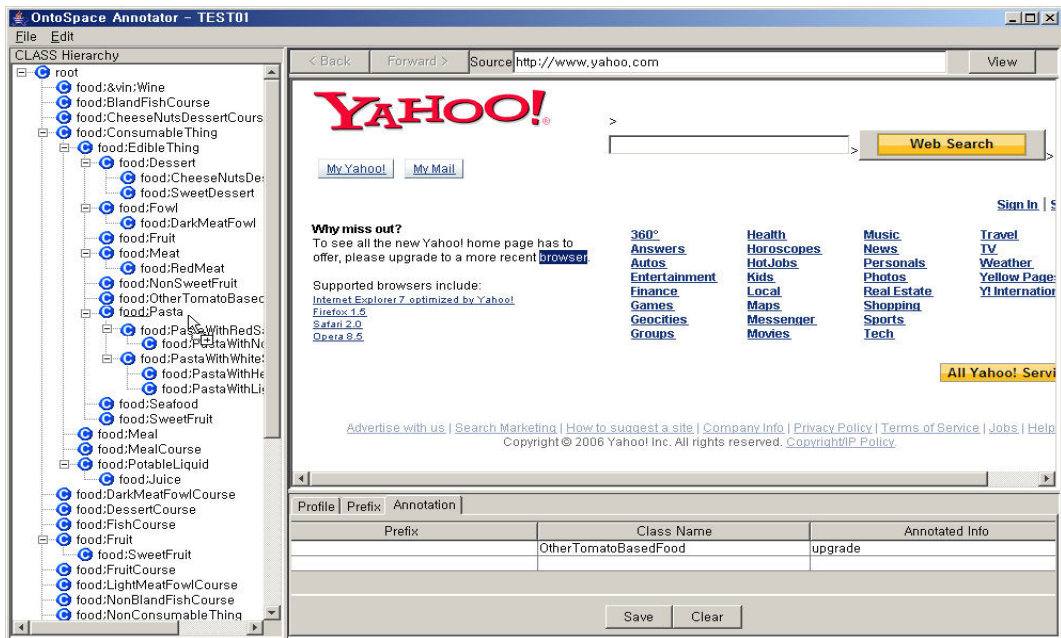 OntoSpace Annotator - TEST01
File Edit
CLASS Hierarchy
root
food;&vin;Wine
food;BlandFishCourse
food;CheeseNutsDessertCours
food;ConsumableThing
food;EdibleThing
food;Dessert
food;CheeseNutsDe
food;SweetDessert
food;Fowl
food;DarkMeatFowl
food;Fruit
food;Meat
food;RedMeat
food;NonSweetFruit
food;OtherTomatoBased
food;Pasta
food;PastaWithRedS
food;PastaWithNo
food;PastaWithWhite
food;PastaWithHe
food;PastaWithLi
food;Seafood
food;SweetFruit
food;Meal
food;MealCourse
food;PotableLiquid
food;Juice
food;DarkMeatFowlCourse
food;DessertCourse
food;FishCourse
food;Fruit
food;SweetFruit
food;FruitCourse
food;LightMeatFowlCourse
food;NonBlandFishCourse
food;NonConsumableThing
< Back Forward > Source http://www.yahoo.com View
YAHOO!
>
> Web Search >
My Yahoo! My Mail
Sign In | S
Why miss out?
To see all the new Yahoo! home page has to
offer, please upgrade to a more recent browser.
Supported browsers include:
Internet Explorer 7 optimized by Yahoo!
Firefox 1.5
Safari 2.0
Opera 8.5
360° Health Music Travel
Answers Horoscopes News TV
Autos HotJobs Personals Weather
Entertainment Kids Photos Yellow Page
Finance Local Real Estate Y! Internation
Games Maps Shopping
Geocities Messenger Sports
Groups Movies Tech
All Yahoo! Servi
Advertise with us | Search Marketing | How to suggest a site | Company Info | Privacy Policy | Terms of Service | Jobs | Help
Copyright © 2006 Yahoo! Inc. All rights reserved. Copyright/IP Policy
Profile Prefix Annotation
Prefix Class Name Annotated Info
OtherTomatoBasedFood upgrade
Save Clear